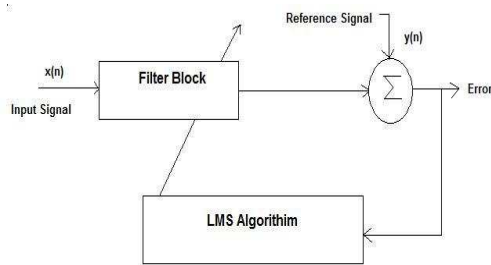 Reference Signal
y(n)
x(n)
Filter Block
Σ
Error
Input Signal
LMS Algorithim